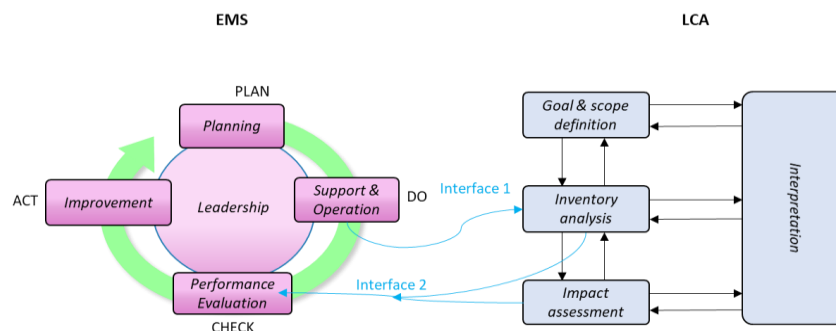 EMS
LCA
PLAN
Planning
Goal & scope
definition
ACT
Improvement
Leadership
Support &
Operation
DO
Interface 1
Inventory
analysis
Interpretation
Performance
Evaluation
CHECK
Interface 2
Impact
assessment